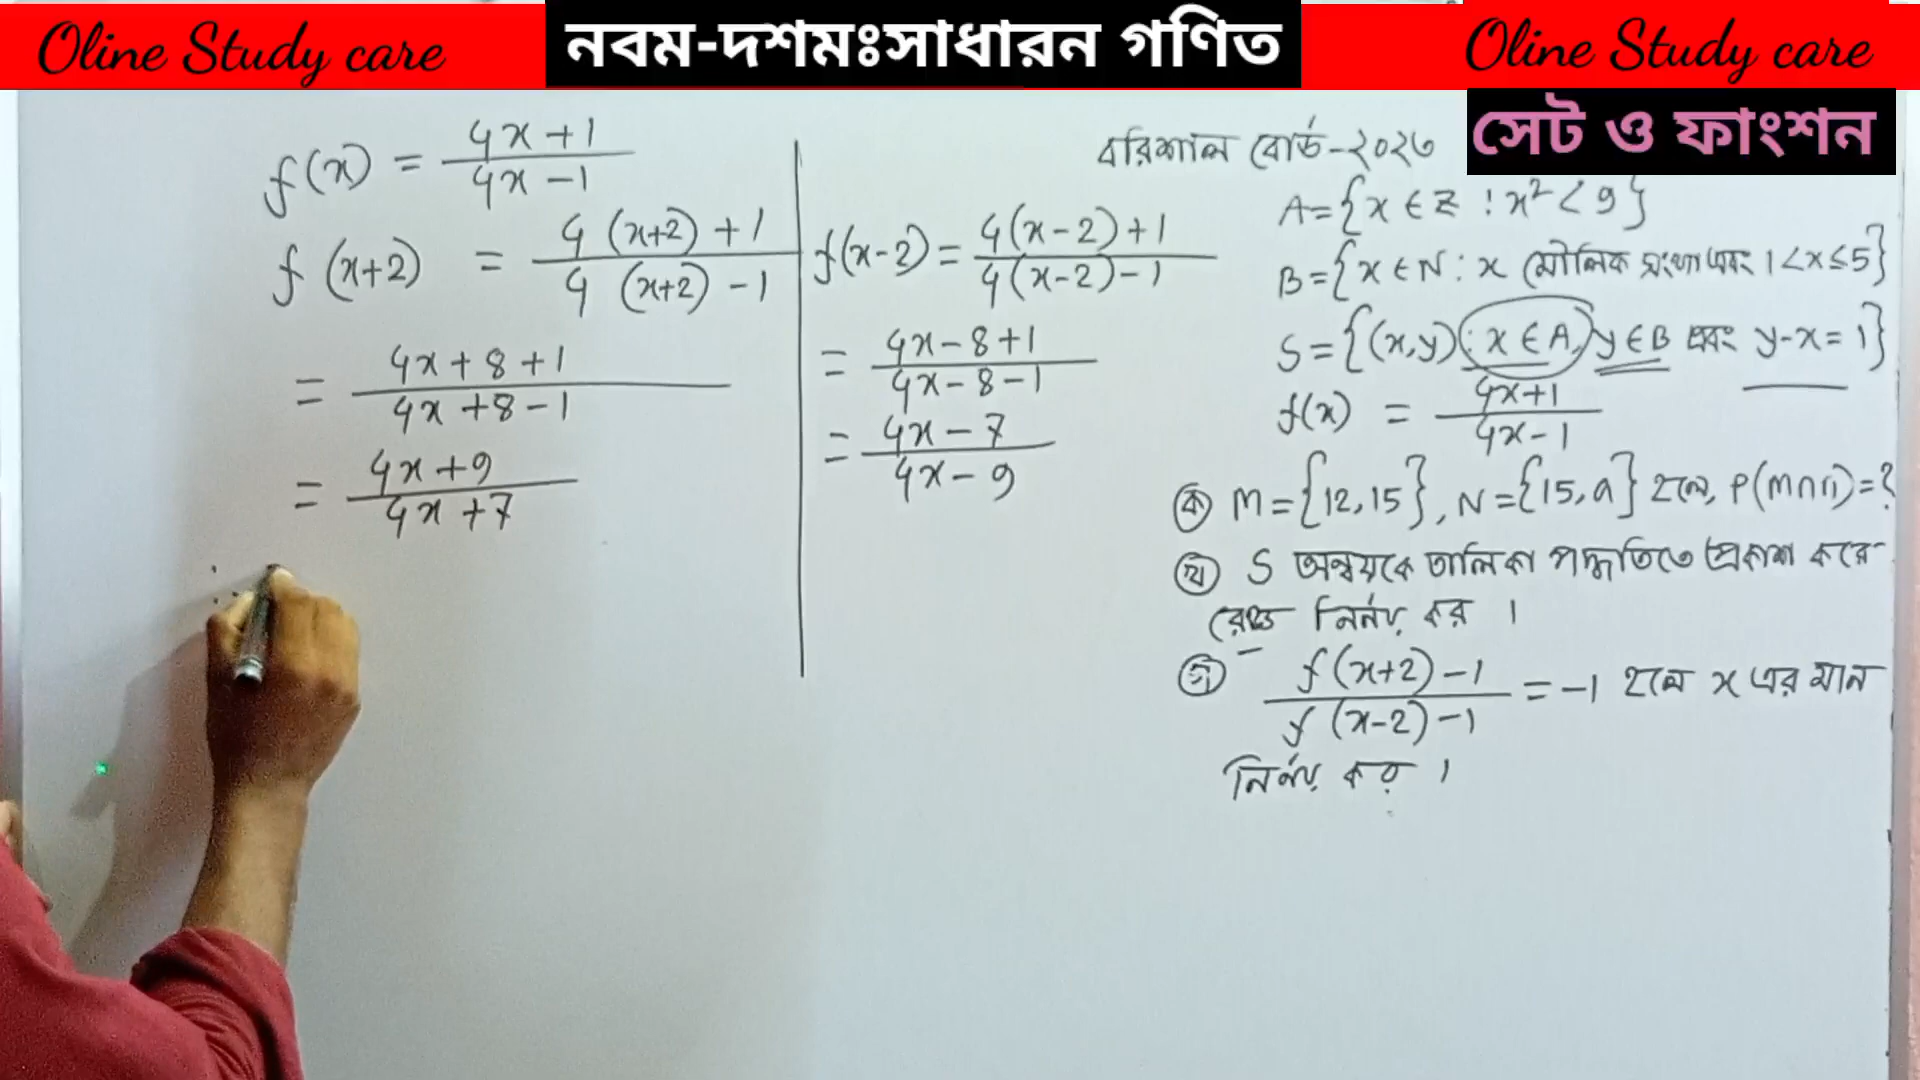 Oline Study care
নবম-দশমঃসাধারন গণিত
Oline Study care
সেট ও ফাংশন
f(x) = (4x+1)/(4x-1)
f(x+2) = (4(x+2)+1)/(4(x+2)-1)
= (4x+8+1)/(4x+8-1)
= (4x+9)/(4x+7)
f(x-2) = (4(x-2)+1)/(4(x-2)-1)
= (4x-8+1)/(4x-8-1)
= (4x-7)/(4x-9)
বরিশাল বোর্ড-২০২৩
A={x ∈ Z : x² < 9}
B={x ∈ N : x মৌলিক সংখ্যা এবং 1<x≤5}
S={(x,y) : x ∈ A, y ∈ B এবং y-x=1}
f(x) = (4x+1)/(4x-1)
ক M={12,15}, N={15,a} হলে, P(M∩N)=?
খ S অন্বয়কে তালিকা পদ্ধতিতে প্রকাশ করে
রেঞ্জ নির্ণয় কর ।
গ (f(x+2)-1)/(f(x-2)-1) = -1 হলে x এর মান
নির্ণয় কর ।